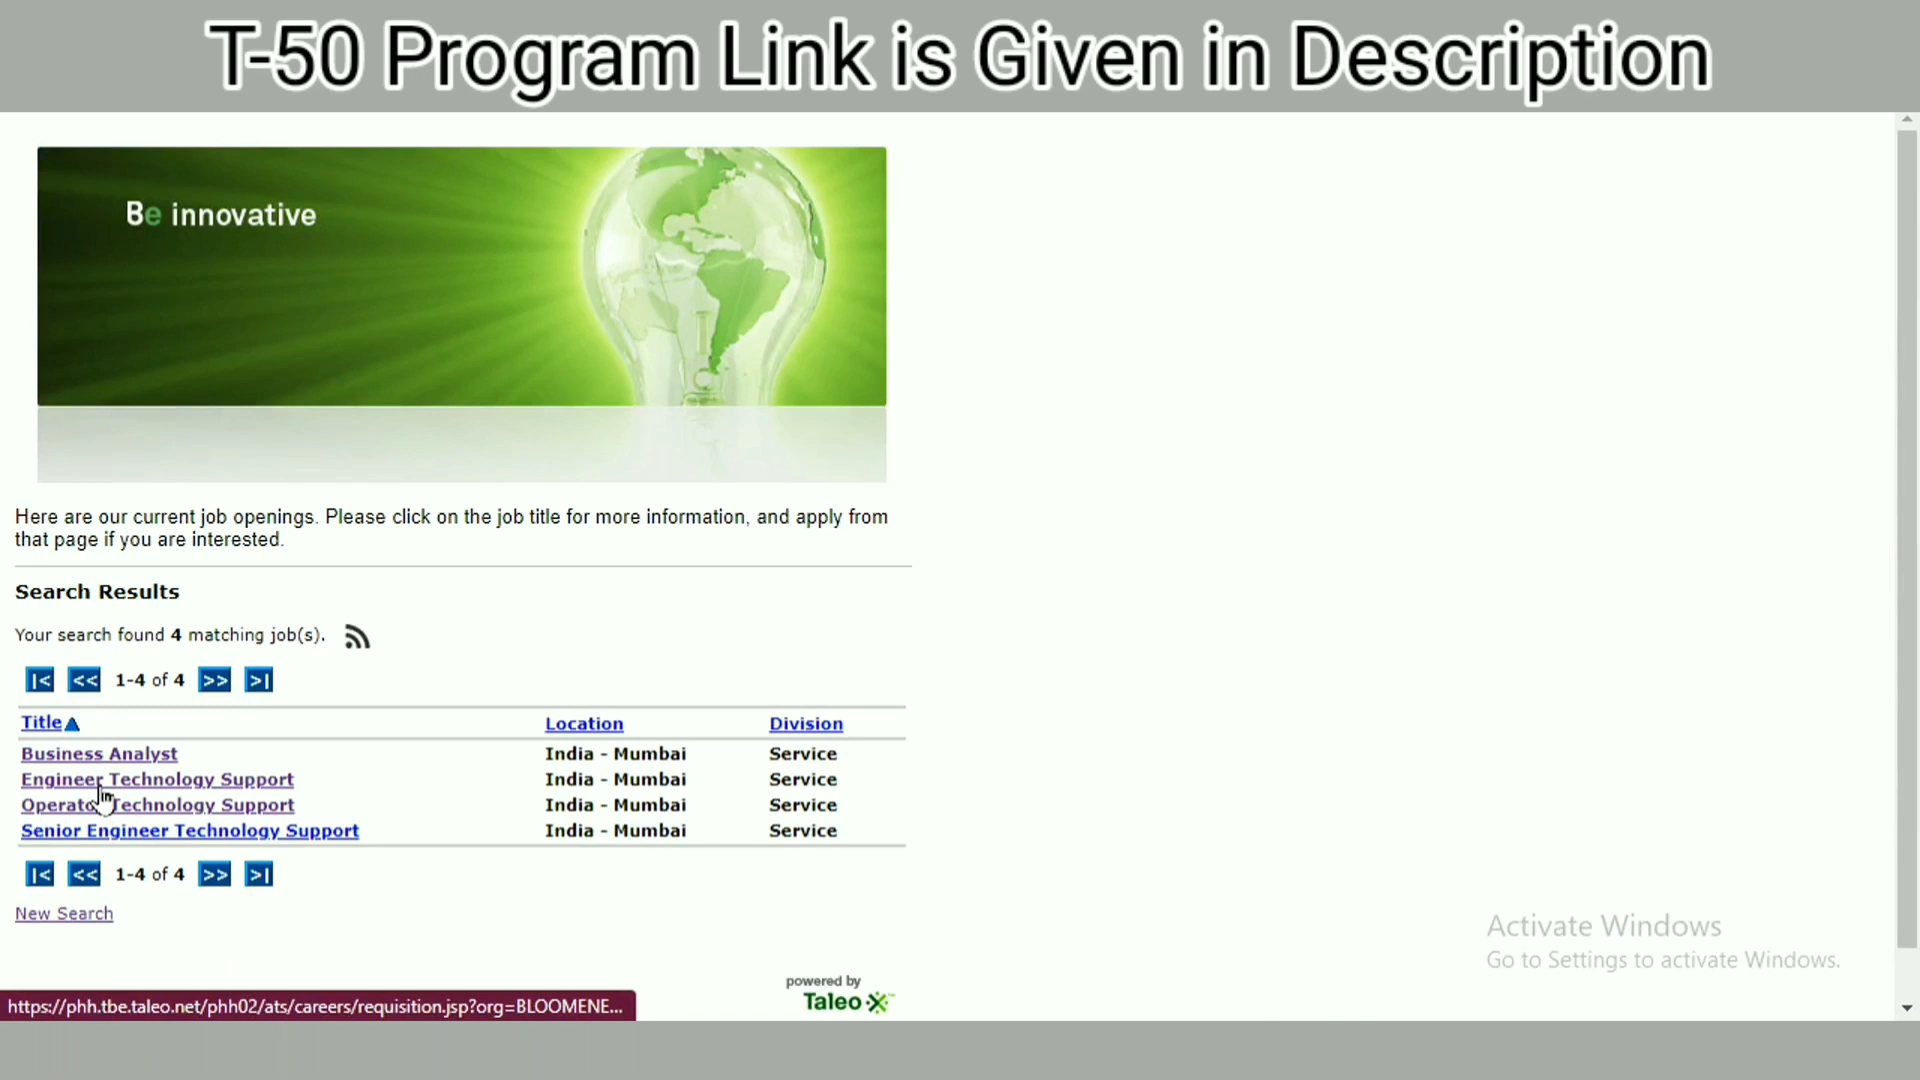 T-50 Program Link is Given in Description
Be innovative
Here are our current job openings. Please click on the job title for more information, and apply from
that page if you are interested.
Search Results
Your search found 4 matching job(s).
|< << 1-4 of 4 >> >|
Title Location Division
Business Analyst India - Mumbai Service
Engineer Technology Support India - Mumbai Service
Operator Technology Support India - Mumbai Service
Senior Engineer Technology Support India - Mumbai Service
|< << 1-4 of 4 >> >|
New Search
Activate Windows
Go to Settings to activate Windows.
powered by
Taleo
https://phh.tbe.taleo.net/phh02/ats/careers/requisition.jsp?org=BLOOMENE...